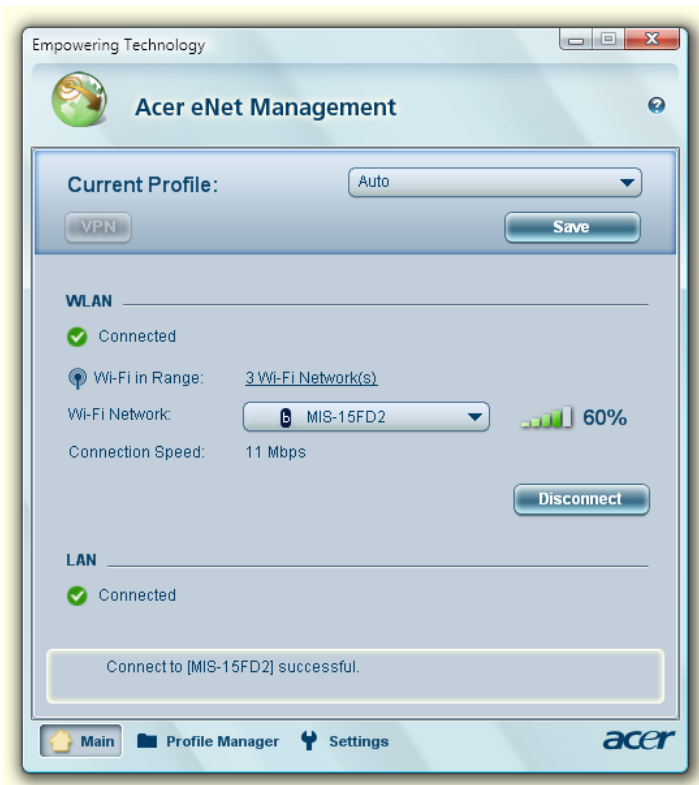 Empowering Technology
Acer eNet Management
Current Profile: Auto
VPN Save
WLAN
Connected
Wi-Fi in Range: 3 Wi-Fi Network(s)
Wi-Fi Network: b MIS-15FD2 60%
Connection Speed: 11 Mbps
Disconnect
LAN
Connected
Connect to [MIS-15FD2] successful.
Main Profile Manager Settings acer